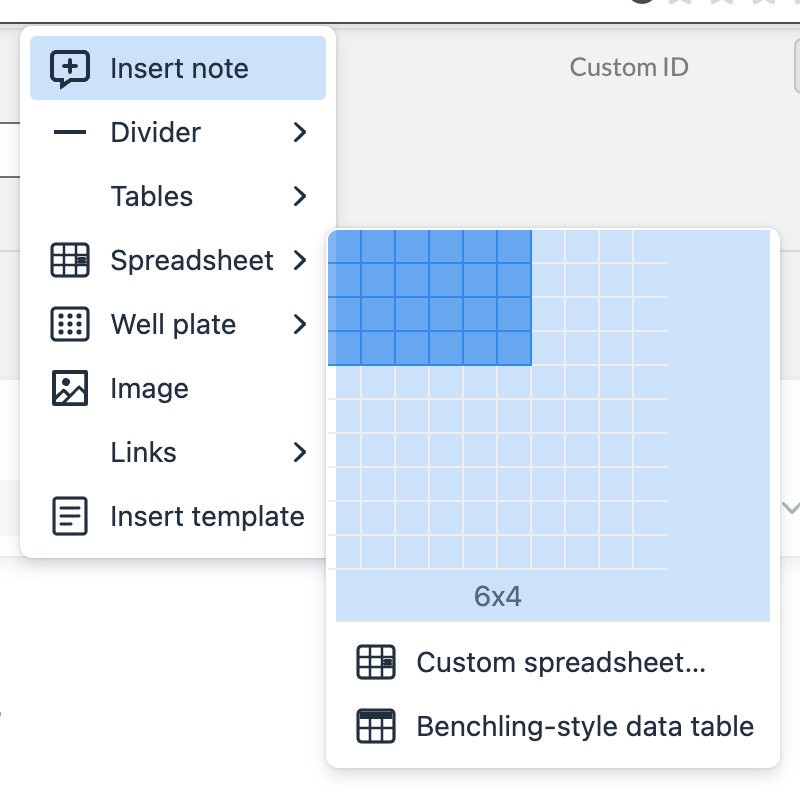 Insert note
Custom ID
Divider
Tables
Spreadsheet
Well plate
Image
Links
Insert template
6x4
Custom spreadsheet...
Benchling-style data table